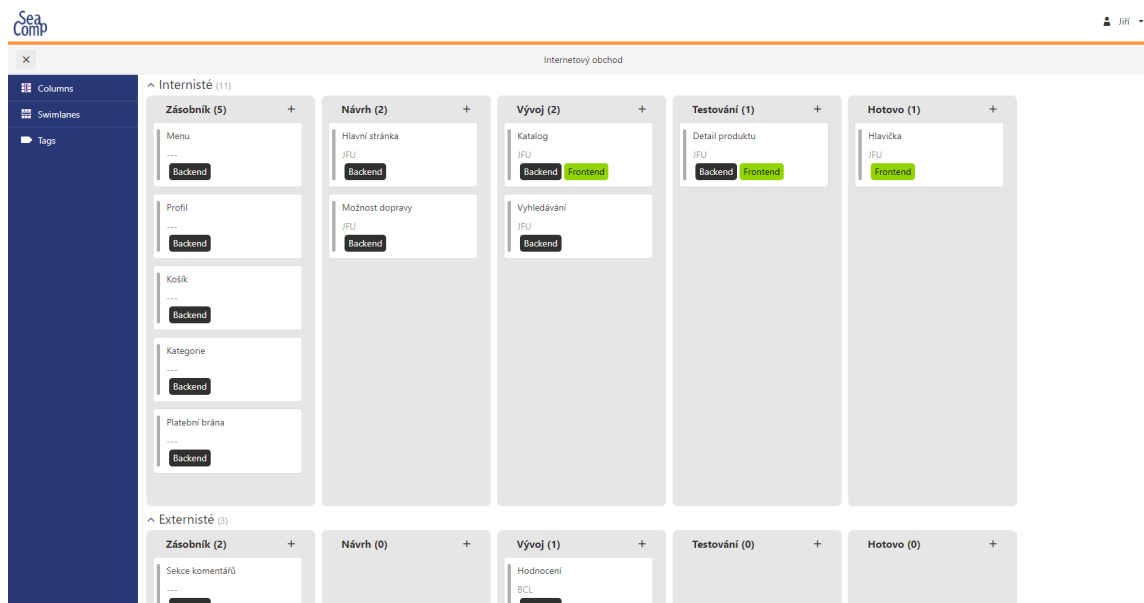 Sea
Comp
Jiří
Internetový obchod
Columns
Swimlanes
Tags
Internisté (11)
Zásobník (5) +
Menu
---
Backend
Profil
---
Backend
Košík
---
Backend
Kategorie
---
Backend
Platební brána
---
Backend
Návrh (2) +
Hlavní stránka
JFU
Backend
Možnost dopravy
JFU
Backend
Vývoj (2) +
Katalog
JFU
Backend Frontend
Vyhledávání
JFU
Backend
Testování (1) +
Detail produktu
JFU
Backend Frontend
Hotovo (1) +
Hlavička
JFU
Frontend
Externisté (3)
Zásobník (2) +
Sekce komentářů
---
Návrh (0) +
Vývoj (1) +
Hodnocení
BCL
Testování (0) +
Hotovo (0) +